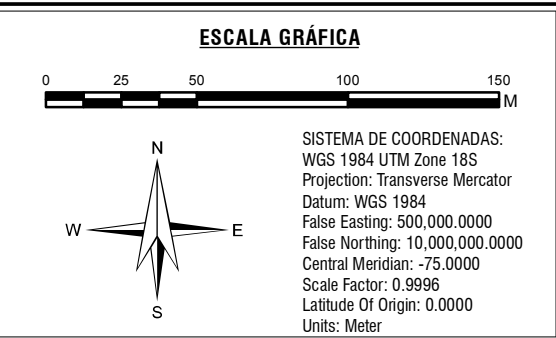 ESCALA GRÁFICA
0 25 50 100 150
M
N
W E
S
SISTEMA DE COORDENADAS:
WGS 1984 UTM Zone 18S
Projection: Transverse Mercator
Datum: WGS 1984
False Easting: 500,000.0000
False Northing: 10,000,000.0000
Central Meridian: -75.0000
Scale Factor: 0.9996
Latitude Of Origin: 0.0000
Units: Meter